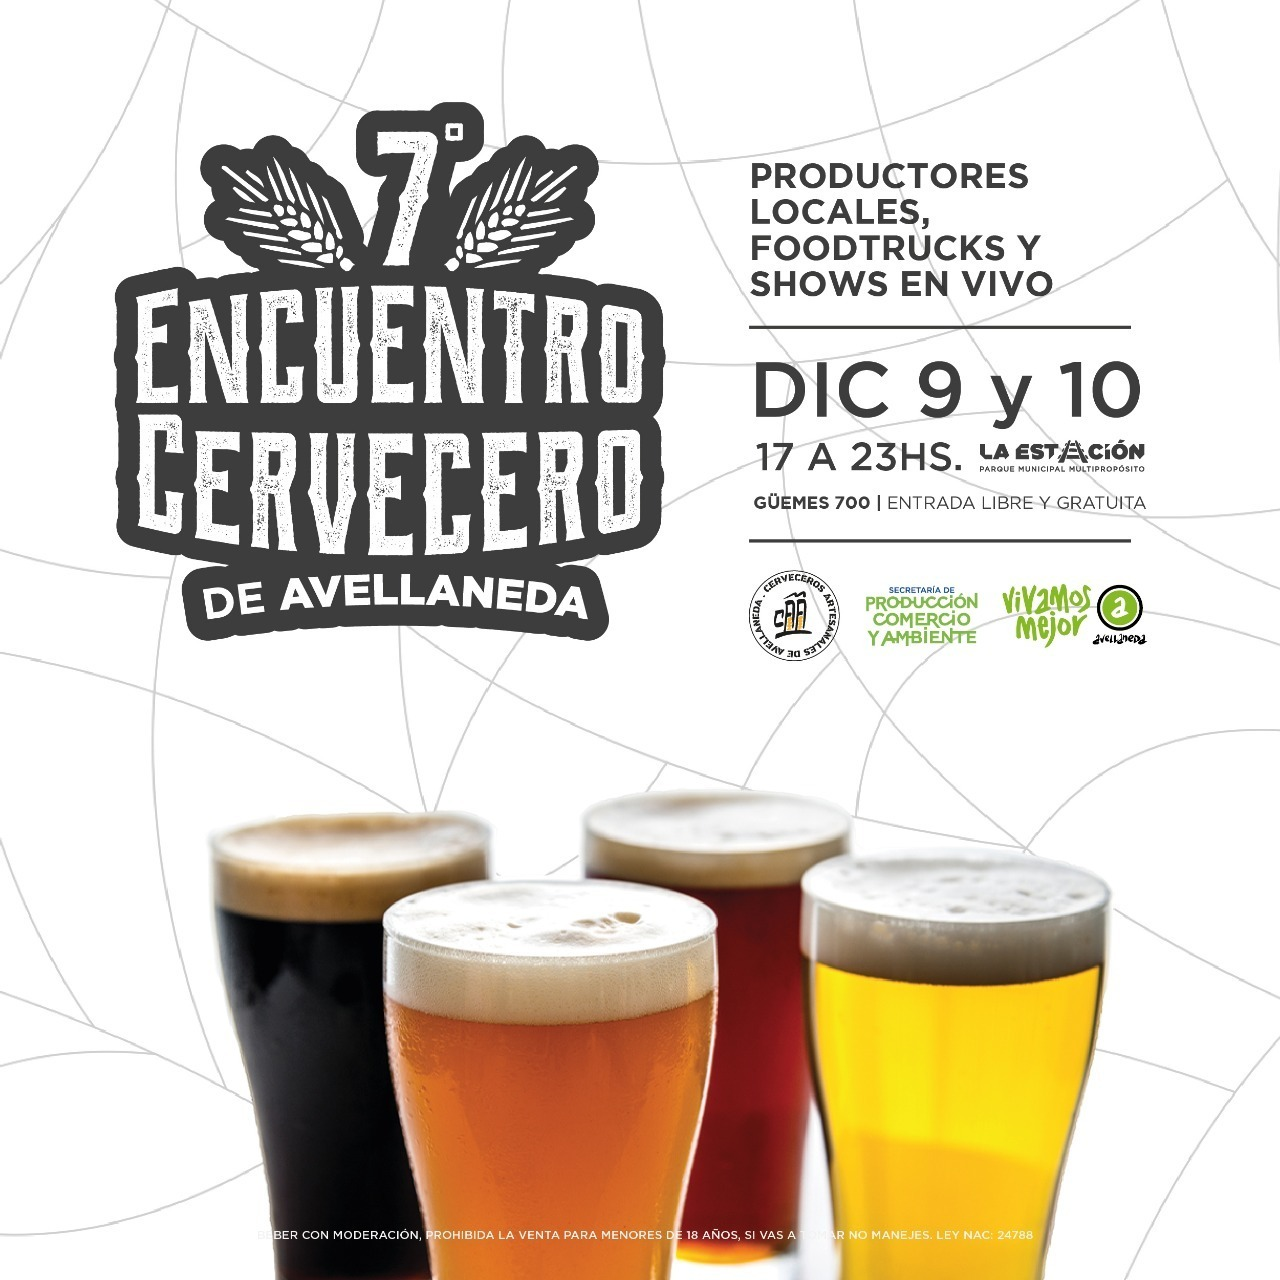 7°
ENCUENTRO
CERVECERO
DE AVELLANEDA
PRODUCTORES
LOCALES,
FOODTRUCKS Y
SHOWS EN VIVO
DIC 9 y 10
17 A 23HS. LA ESTACIÓN
PARQUE MUNICIPAL MULTIPROPÓSITO
GÜEMES 700 | ENTRADA LIBRE Y GRATUITA
CERVECEROS ARTESANALES DE AVELLANEDA
CAA
SECRETARÍA DE
PRODUCCIÓN
COMERCIO
Y AMBIENTE
ViVamos
mejor
a
avellaneda
BEBER CON MODERACIÓN, PROHIBIDA LA VENTA PARA MENORES DE 18 AÑOS, SI VAS A TOMAR NO MANEJES. LEY NAC: 24788